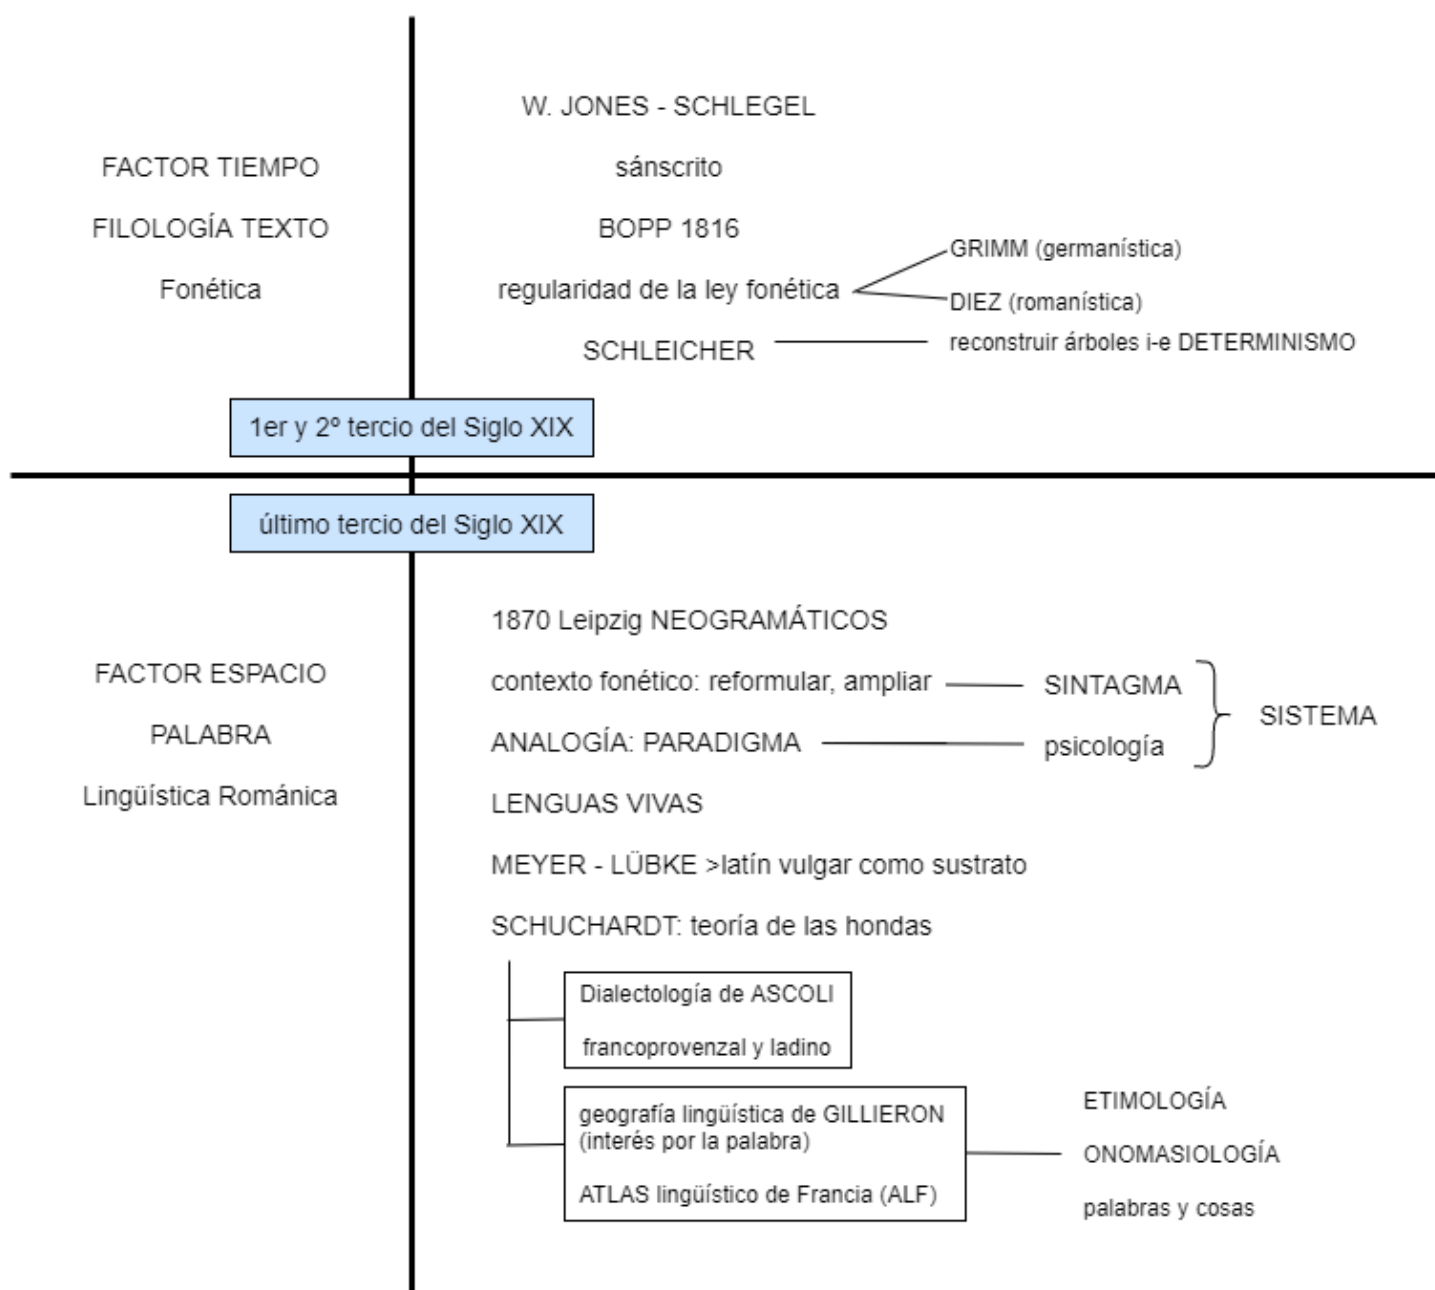 W. JONES - SCHLEGEL
FACTOR TIEMPO
sánscrito
FILOLOGÍA TEXTO
BOPP 1816
GRIMM (germanística)
Fonética
regularidad de la ley fonética
DIEZ (romanística)
SCHLEICHER
reconstruir árboles i-e DETERMINISMO
1er y 2º tercio del Siglo XIX
último tercio del Siglo XIX
1870 Leipzig NEOGRAMÁTICOS
FACTOR ESPACIO
contexto fonético: reformular, ampliar
SINTAGMA
SISTEMA
PALABRA
ANALOGÍA: PARADIGMA
psicología
Lingüística Románica
LENGUAS VIVAS
MEYER - LÜBKE >latín vulgar como sustrato
SCHUCHARDT: teoría de las hondas
Dialectología de ASCOLI
francoprovenzal y ladino
geografía lingüística de GILLIERON
(interés por la palabra)
ATLAS lingüístico de Francia (ALF)
ETIMOLOGÍA
ONOMASIOLOGÍA
palabras y cosas